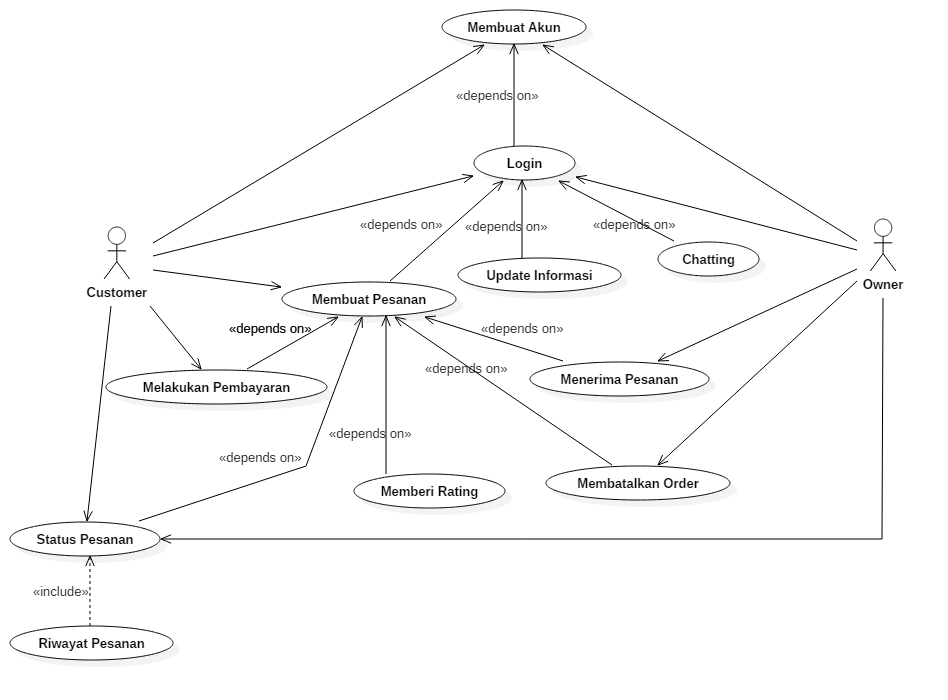 Membuat Akun
«depends on»
Login
«depends on»
«depends on»
«depends on»
Chatting
Update Informasi
Customer
Owner
Membuat Pesanan
«depends on»
«depends on»
«depends on»
Menerima Pesanan
Melakukan Pembayaran
«depends on»
«depends on»
Memberi Rating
Membatalkan Order
Status Pesanan
«include»
Riwayat Pesanan